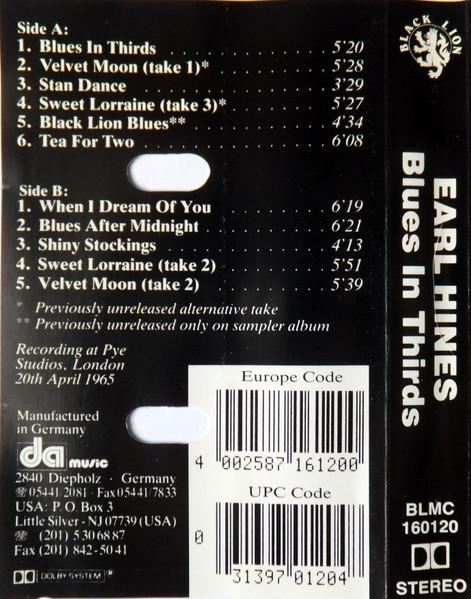 Side A:
1. Blues In Thirds . . . . . . . . . . . . . 5'20
2. Velvet Moon (take 1)* . . . . . . . . 5'28
3. Stan Dance . . . . . . . . . . . . . . . . 3'29
4. Sweet Lorraine (take 3)* . . . . . . 5'27
5. Black Lion Blues** . . . . . . . . . . 4'34
6. Tea For Two . . . . . . . . . . . . . . 6'08
Side B:
1. When I Dream Of You . . . . . . . . 6'19
2. Blues After Midnight . . . . . . . . . 6'21
3. Shiny Stockings . . . . . . . . . . . . 4'13
4. Sweet Lorraine (take 2) . . . . . . . 5'51
5. Velvet Moon (take 2) . . . . . . . . . 5'39
* Previously unreleased alternative take
** Previously unreleased only on sampler album
Recording at Pye
Studios, London
20th April 1965
Manufactured
in Germany
da music
2840 Diepholz · Germany
☏ 05441 2081 · Fax 05441/7833
USA: P.O. Box 3
Little Silver - NJ 07739 (USA)
☏ (201) 5 30 68 87
Fax (201) 842-50 41
DOLBY SYSTEM ®
Europe Code
4 002587 161200
UPC Code
0 31397 01204
BLACK LION
EARL HINES
Blues In Thirds
BLMC
160120
STEREO